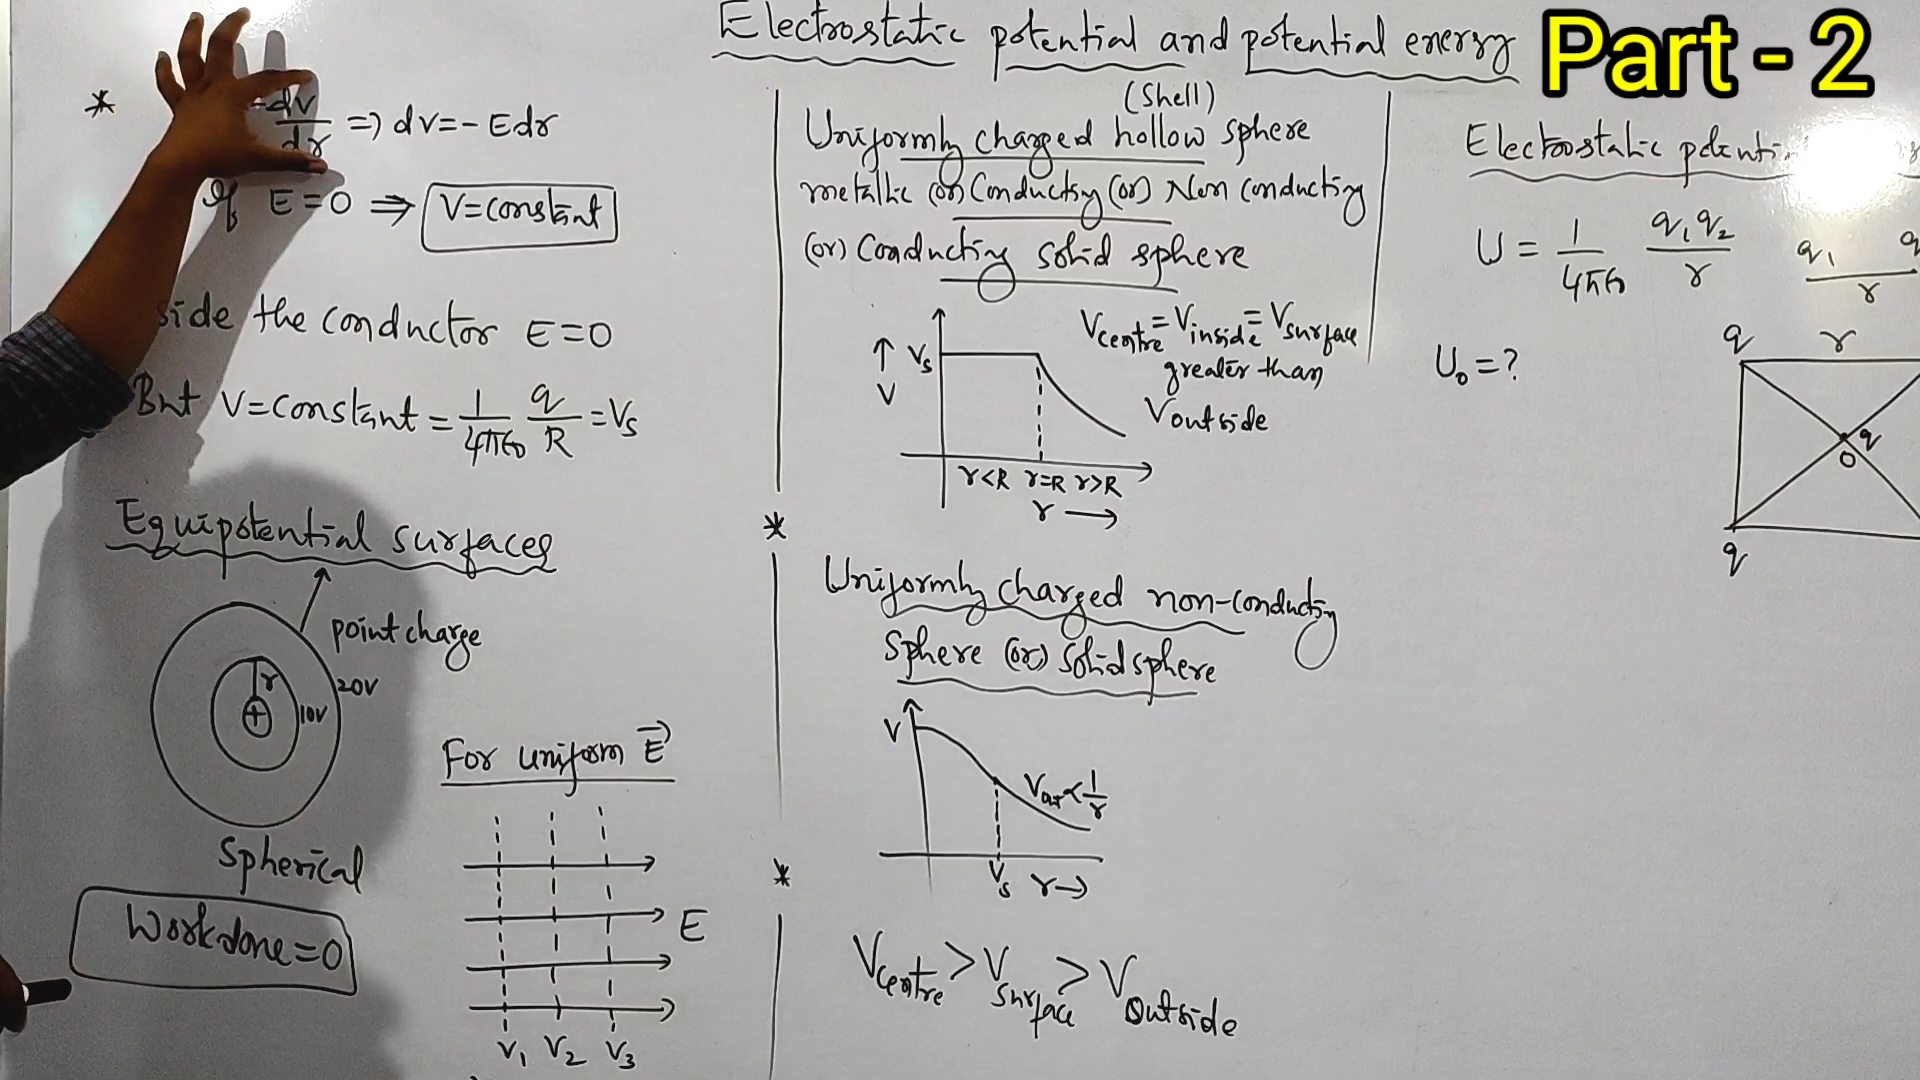 Electrostatic potential and potential energy
Part - 2
* -dv/dr => dv=- Edr
If E=0 => V=constant
side the conductor E=0
But V=constant = 1/4πε0 q/R = Vs
Equipotential surfaces
point charge
r
+
10V
20V
Spherical
Workdone=0
For uniform E→
E
V1 V2 V3
(Shell)
Uniformly charged hollow sphere
metallic (or) Conducting (or) Non conducting
(or) Conducting solid sphere
↑ V
Vs
Vcentre = Vinside = Vsurface
greater than
Voutside
r<R r=R r>R
r →
*
Uniformly charged non-conducting
Sphere (or) Solid sphere
V
Vout ∝ 1/r
Vs r→
*
Vcentre > Vsurface > Voutside
Electrostatic
U = 1/4πε0 q1q2/r
q1 q
r
U0=?
q r
q
O
q